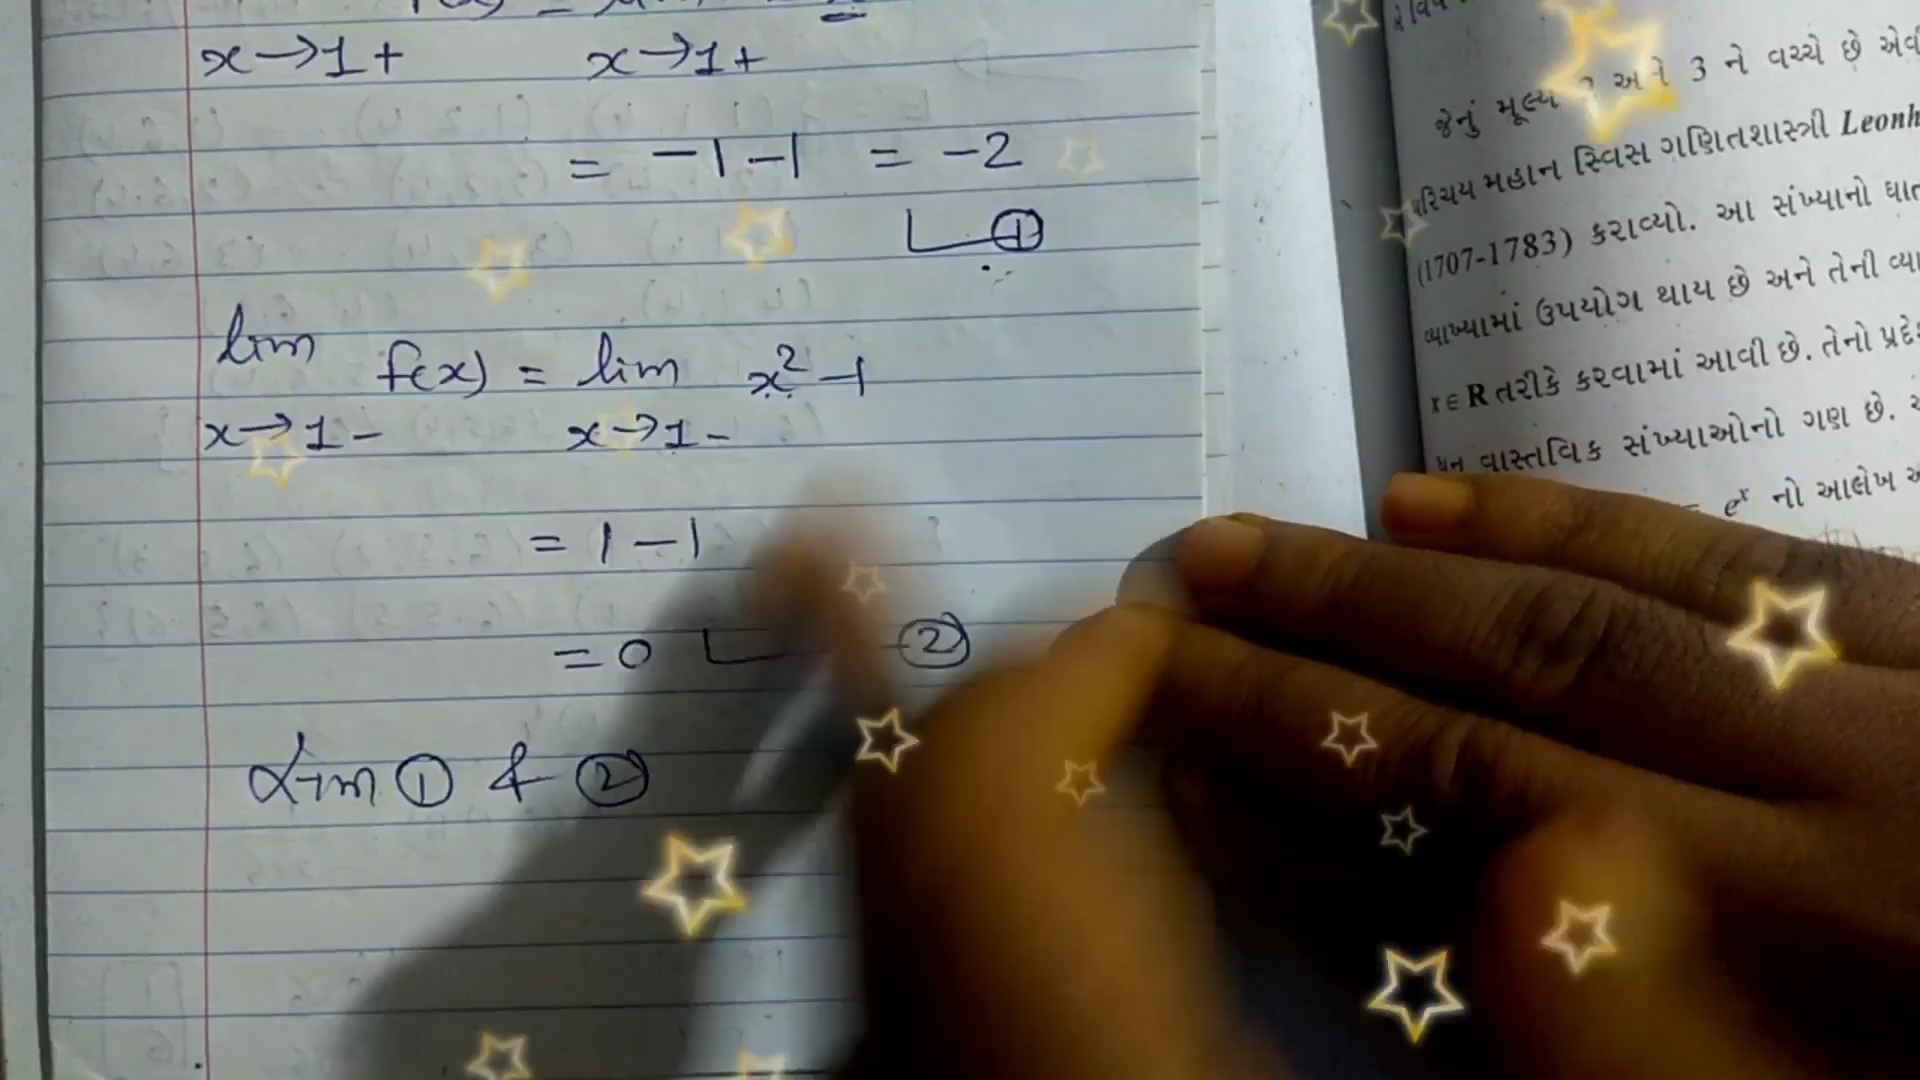 x→1+ x→1+
= -1-1 = -2
①
lim f(x) = lim x²-1
x→1- x→1-
= 1-1
= 0 ②
① & ②
જેનું મૂલ્ય 2 અને 3 ને વચ્ચે છે
પરિચય મહાન સ્વિસ ગણિતશાસ્ત્રી
(1707-1783) કરાવ્યો. આ સંખ્યાનો
વ્યાખ્યામાં ઉપયોગ થાય છે અને તેની
x ∈ R તરીકે કરવામાં આવી છે. તેનો
ધન વાસ્તવિક સંખ્યાઓનો ગણ છે.
eˣ નો આલેખ